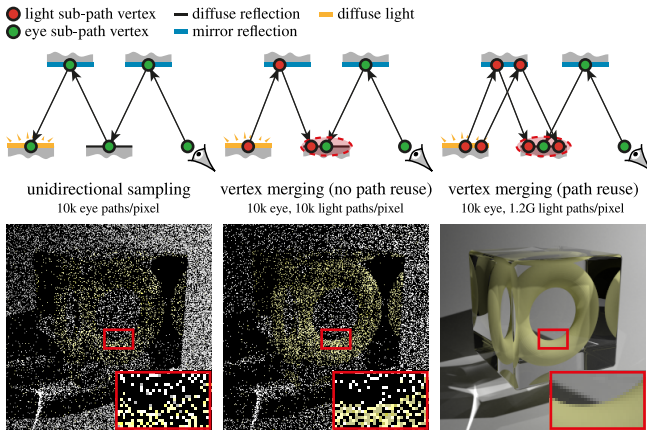 light sub-path vertex
diffuse reflection
diffuse light
eye sub-path vertex
mirror reflection
unidirectional sampling
10k eye paths/pixel
vertex merging (no path reuse)
10k eye, 10k light paths/pixel
vertex merging (path reuse)
10k eye, 1.2G light paths/pixel